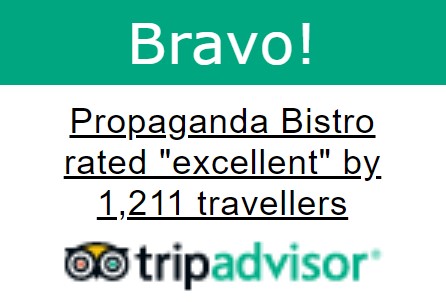 Bravo!
Propaganda Bistro
rated "excellent" by
1,211 travellers
tripadvisor®